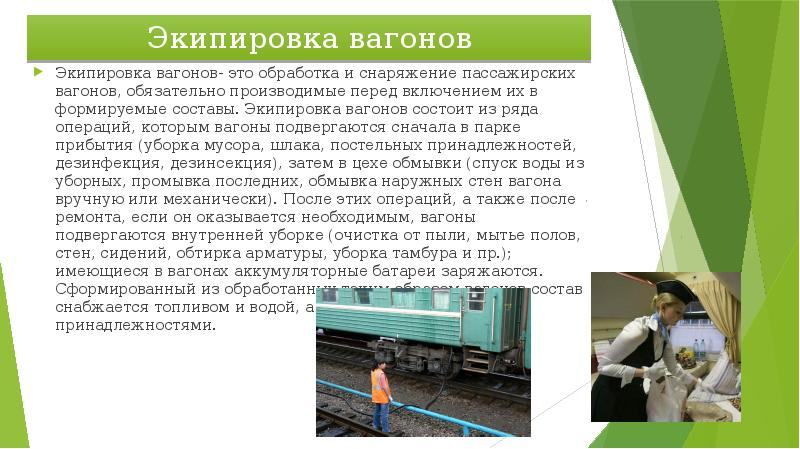 Экипировка вагонов
Экипировка вагонов- это обработка и снаряжение пассажирских
вагонов, обязательно производимые перед включением их в
формируемые составы. Экипировка вагонов состоит из ряда
операций, которым вагоны подвергаются сначала в парке
прибытия (уборка мусора, шлака, постельных принадлежностей,
дезинфекция, дезинсекция), затем в цехе обмывки (спуск воды из
уборных, промывка последних, обмывка наружных стен вагона
вручную или механически). После этих операций, а также после
ремонта, если он оказывается необходимым, вагоны
подвергаются внутренней уборке (очистка от пыли, мытье полов,
стен, сидений, обтирка арматуры, уборка тамбура и пр.);
имеющиеся в вагонах аккумуляторные батареи заряжаются.
Сформированный из обработанных таким образом вагонов состав
снабжается топливом и водой, а
принадлежностями.